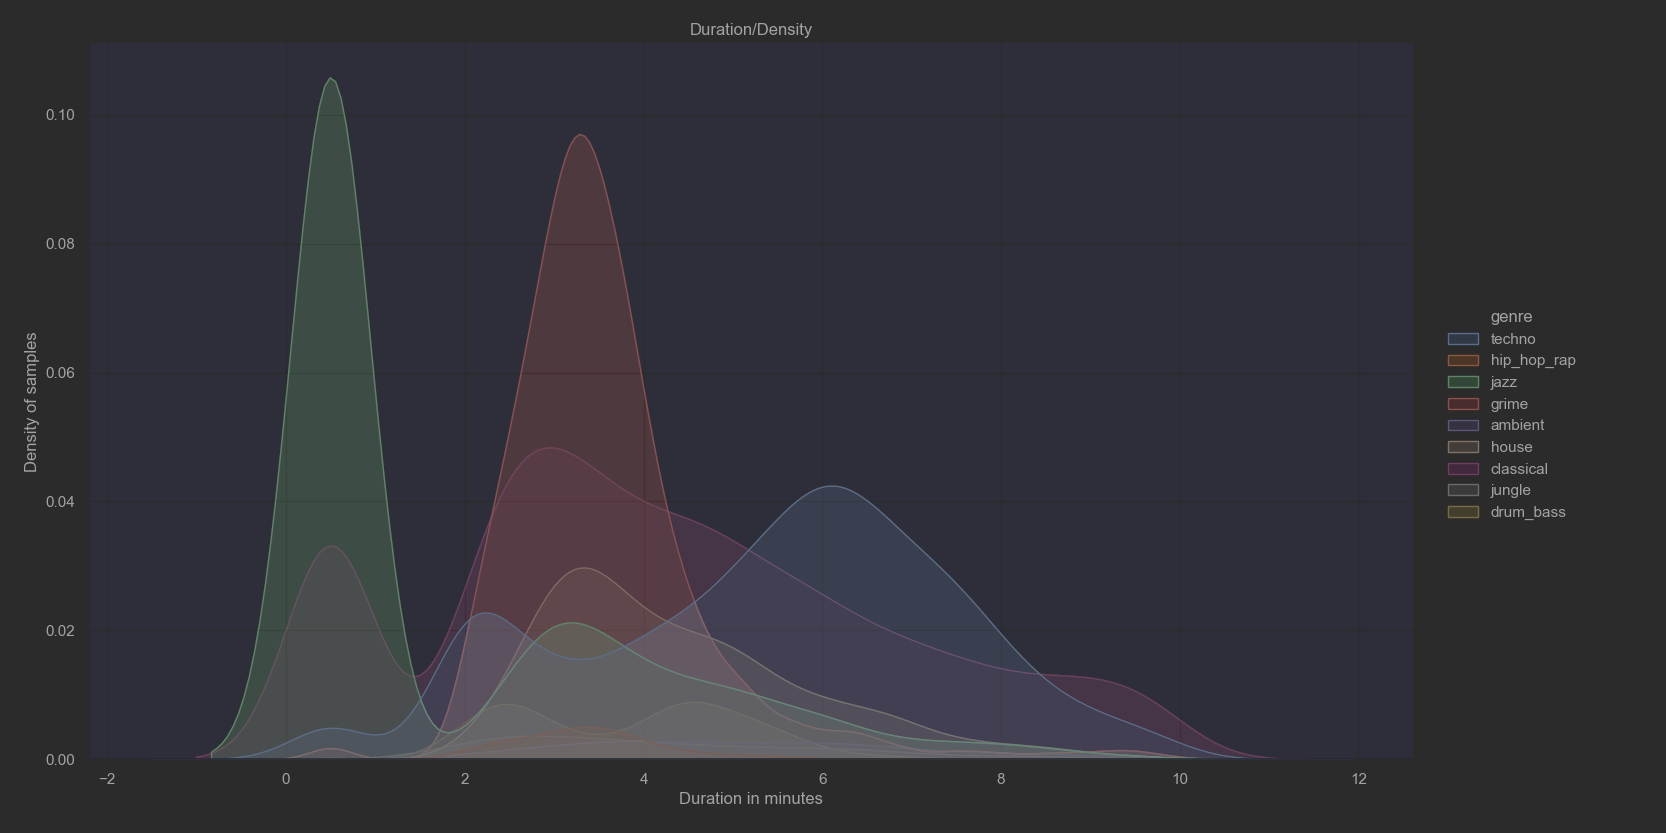 Duration/Density
Density of samples
0.10
0.08
0.06
0.04
0.02
0.00
−2 0 2 4 6 8 10 12
Duration in minutes
genre
techno
hip_hop_rap
jazz
grime
ambient
house
classical
jungle
drum_bass